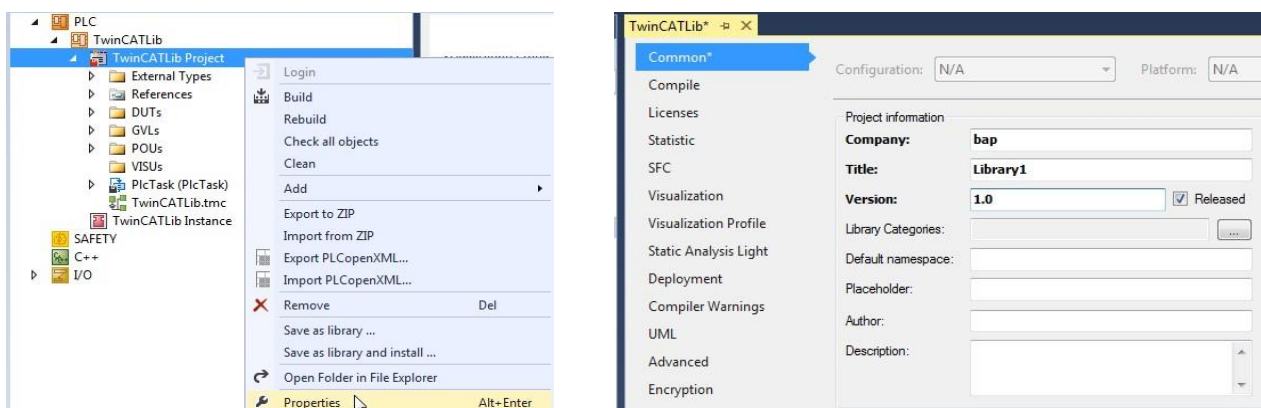 PLC
TwinCATLib
TwinCATLib Project
External Types
References
DUTs
GVLs
POUs
VISUs
PlcTask (PlcTask)
TwinCATLib.tmc
TwinCATLib Instance
SAFETY
C++
I/O
Login
Build
Rebuild
Check all objects
Clean
Add
Export to ZIP
Import from ZIP
Export PLCopenXML...
Import PLCopenXML...
Remove Del
Save as library ...
Save as library and install ...
Open Folder in File Explorer
Properties Alt+Enter
TwinCATLib*
Common*
Compile
Licenses
Statistic
SFC
Visualization
Visualization Profile
Static Analysis Light
Deployment
Compiler Warnings
UML
Advanced
Encryption
Configuration: N/A Platform: N/A
Project information
Company: bap
Title: Library1
Version: 1.0 Released
Library Categories: ...
Default namespace:
Placeholder:
Author:
Description: